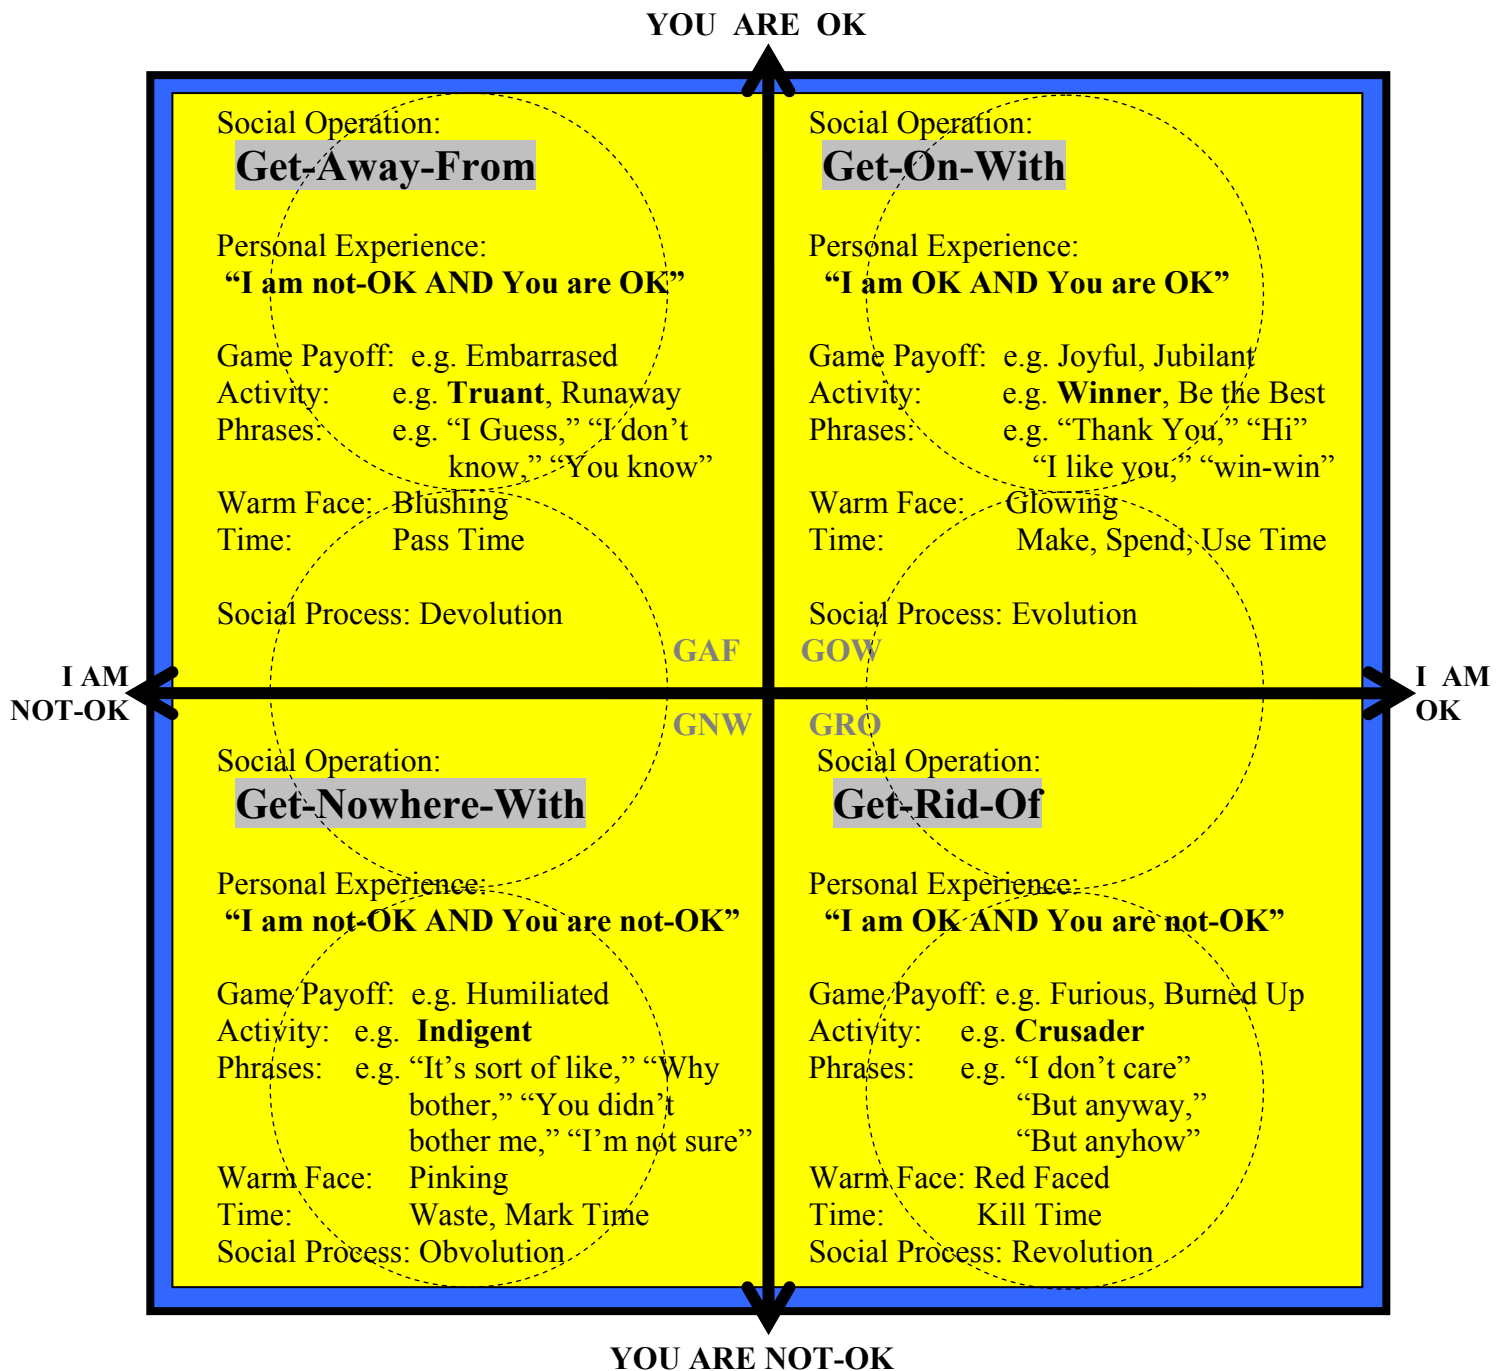 YOU ARE OK
Social Operation:
Get-Away-From
Personal Experience:
“I am not-OK AND You are OK”
Game Payoff: e.g. Embarrased
Activity: e.g. Truant, Runaway
Phrases: e.g. “I Guess,” “I don’t
know,” “You know”
Warm Face: Blushing
Time: Pass Time
Social Process: Devolution
GAF
Social Operation:
Get-On-With
Personal Experience:
“I am OK AND You are OK”
Game Payoff: e.g. Joyful, Jubilant
Activity: e.g. Winner, Be the Best
Phrases: e.g. “Thank You,” “Hi”
“I like you,” “win-win”
Warm Face: Glowing
Time: Make, Spend, Use Time
Social Process: Evolution
GOW
I AM
NOT-OK
I AM
OK
GNW
Social Operation:
Get-Nowhere-With
Personal Experience:
“I am not-OK AND You are not-OK”
Game Payoff: e.g. Humiliated
Activity: e.g. Indigent
Phrases: e.g. “It’s sort of like,” “Why
bother,” “You didn’t
bother me,” “I’m not sure”
Warm Face: Pinking
Time: Waste, Mark Time
Social Process: Obvolution
GRO
Social Operation:
Get-Rid-Of
Personal Experience:
“I am OK AND You are not-OK”
Game Payoff: e.g. Furious, Burned Up
Activity: e.g. Crusader
Phrases: e.g. “I don’t care”
“But anyway,”
“But anyhow”
Warm Face: Red Faced
Time: Kill Time
Social Process: Revolution
YOU ARE NOT-OK